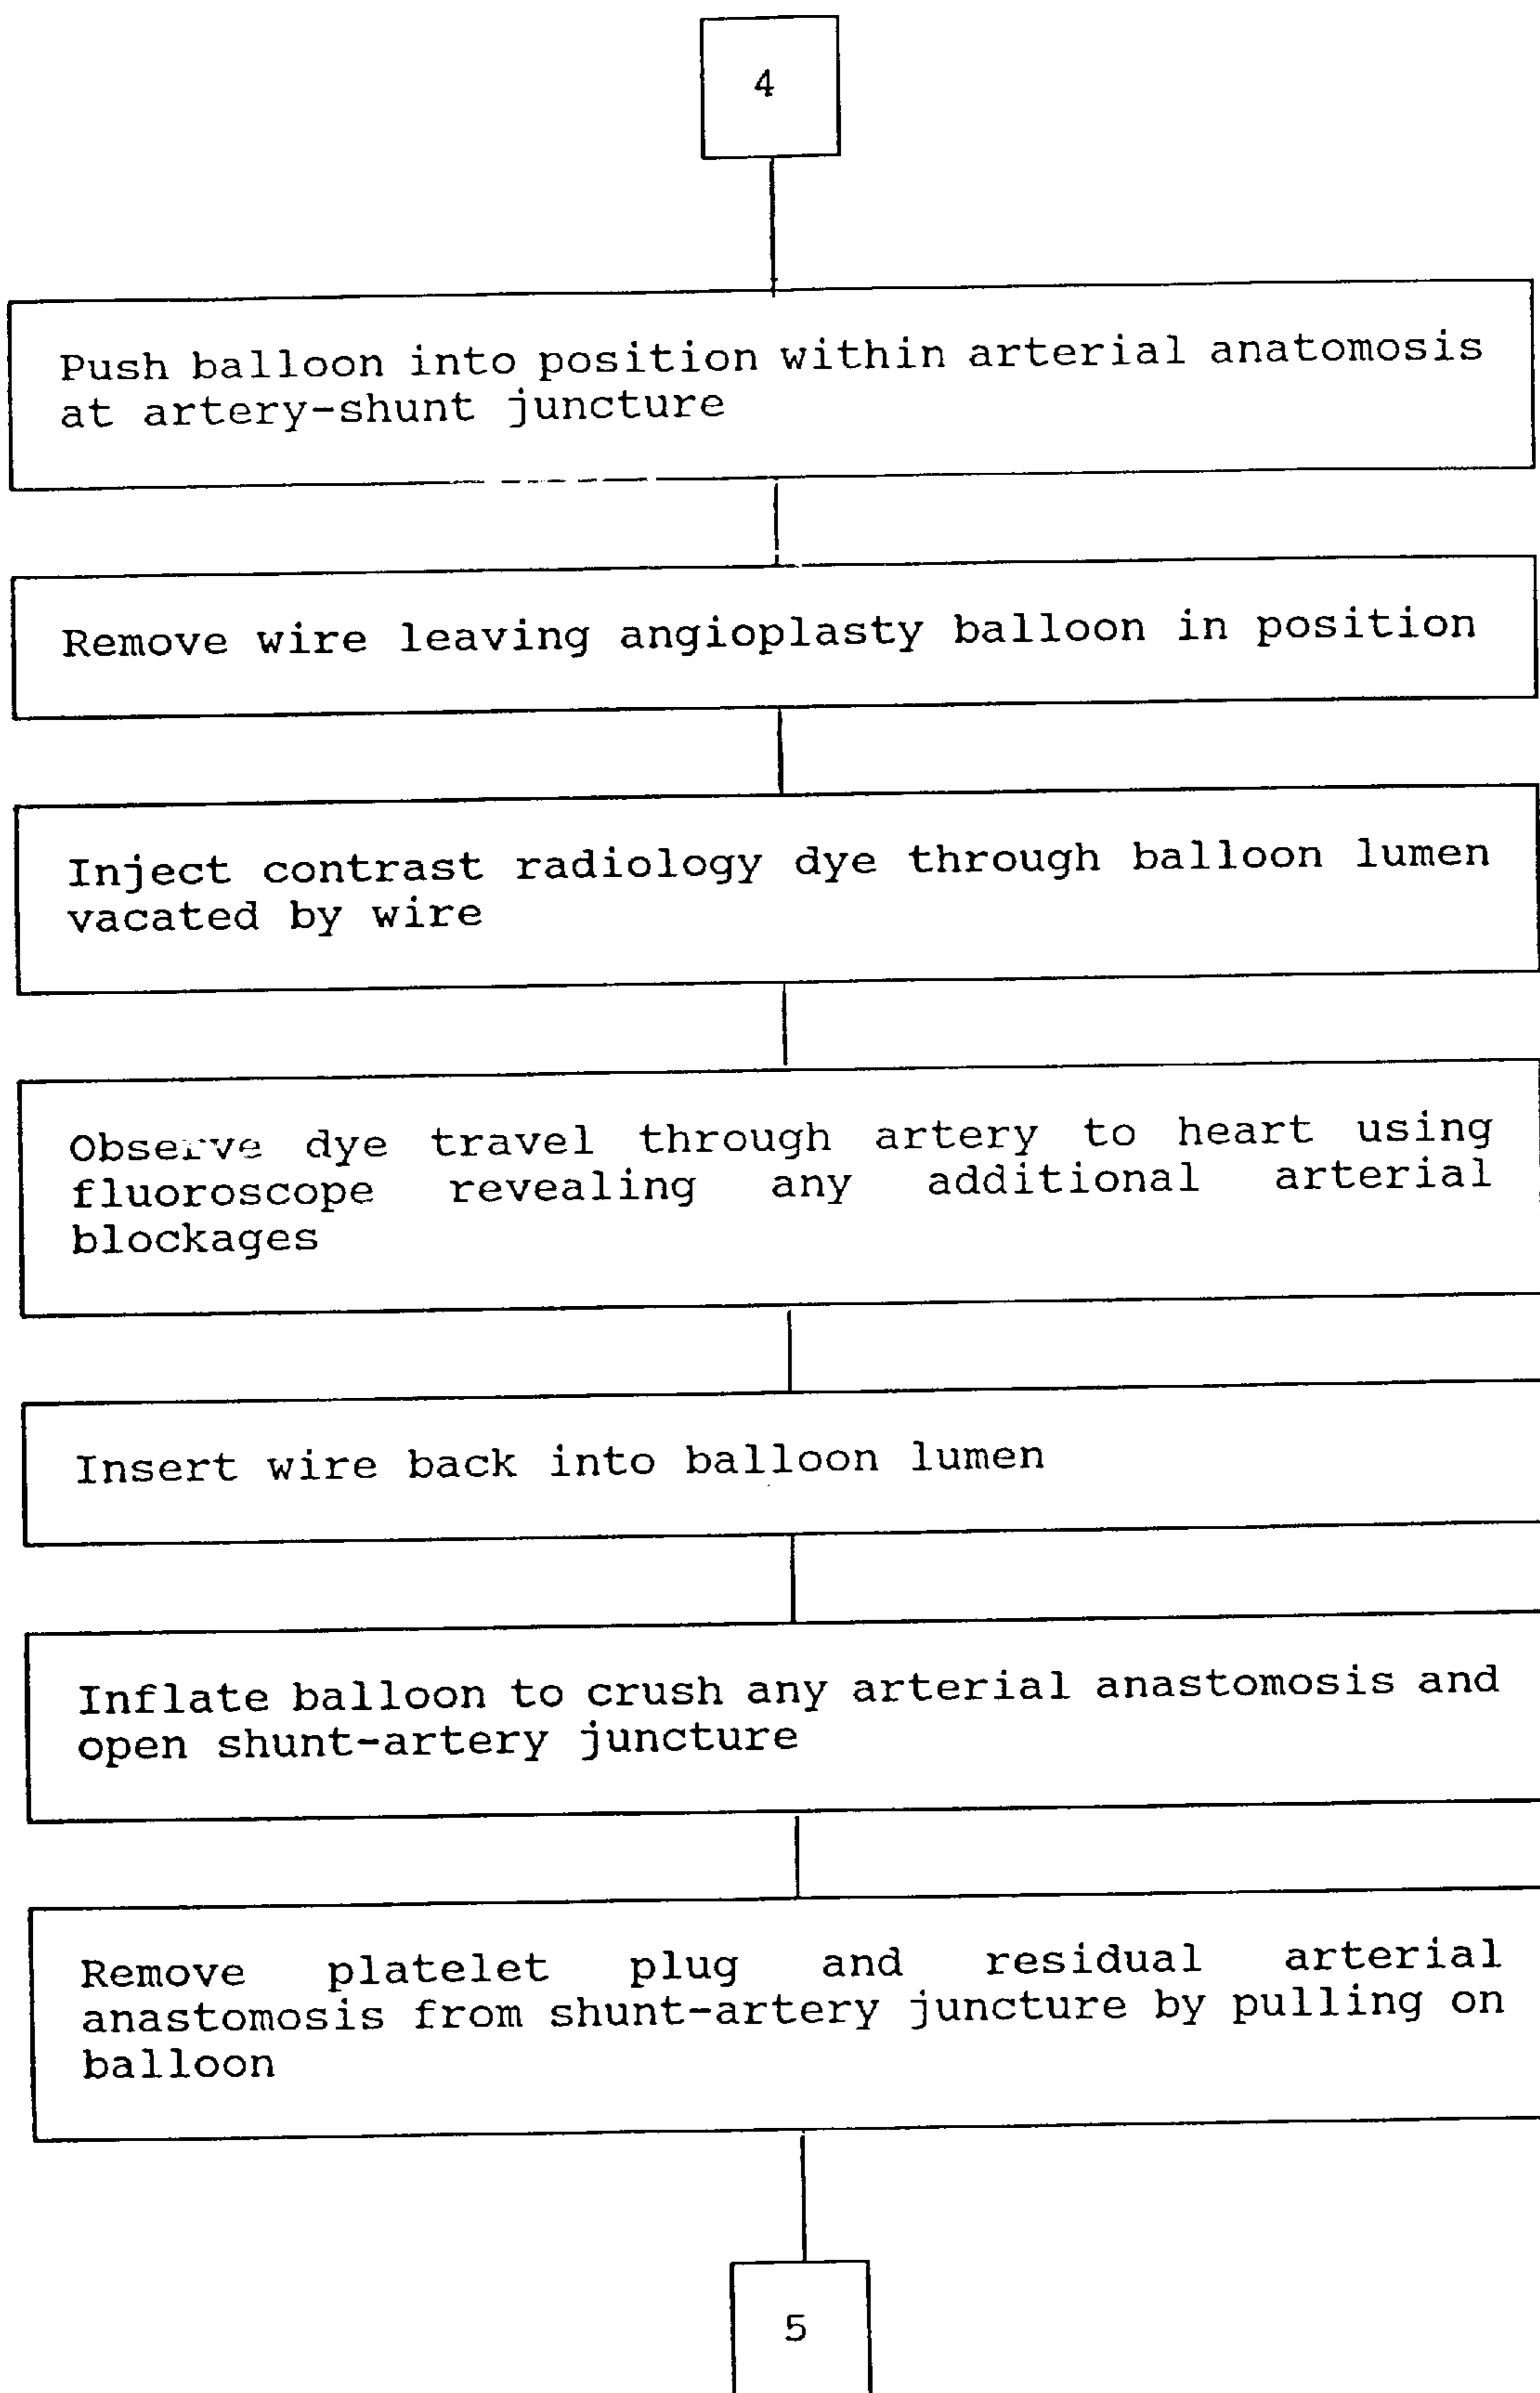 4
Push balloon into position within arterial anatomosis
at artery-shunt juncture
Remove wire leaving angioplasty balloon in position
Inject contrast radiology dye through balloon lumen
vacated by wire
Observe dye travel through artery to heart using
fluoroscope revealing any additional arterial
blockages
Insert wire back into balloon lumen
Inflate balloon to crush any arterial anastomosis and
open shunt-artery juncture
Remove platelet plug and residual arterial
anastomosis from shunt-artery juncture by pulling on
balloon
5